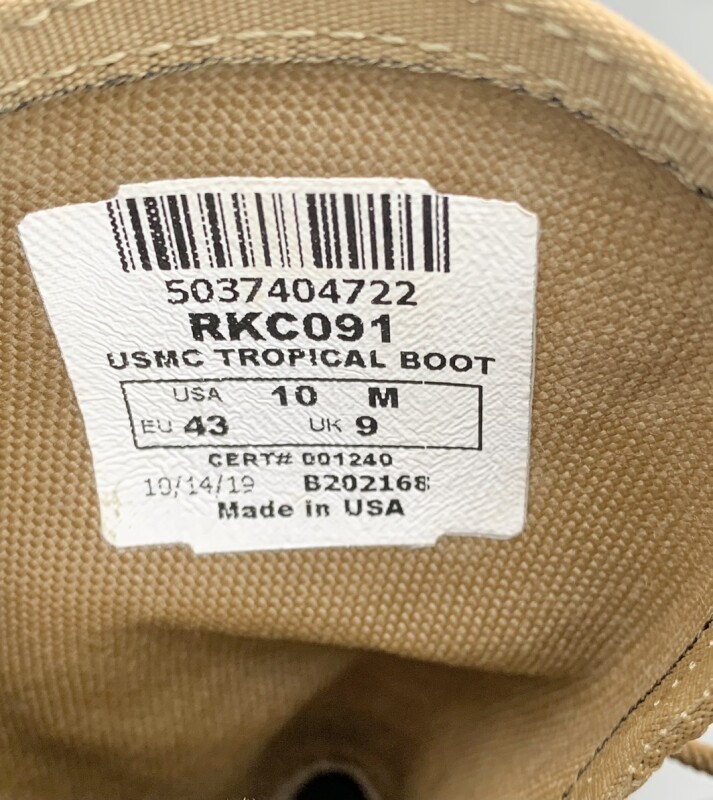 5037404722
RKC091
USMC TROPICAL BOOT
USA 10 M
EU 43 UK 9
CERT# 001240
10/14/19 B202168
Made in USA